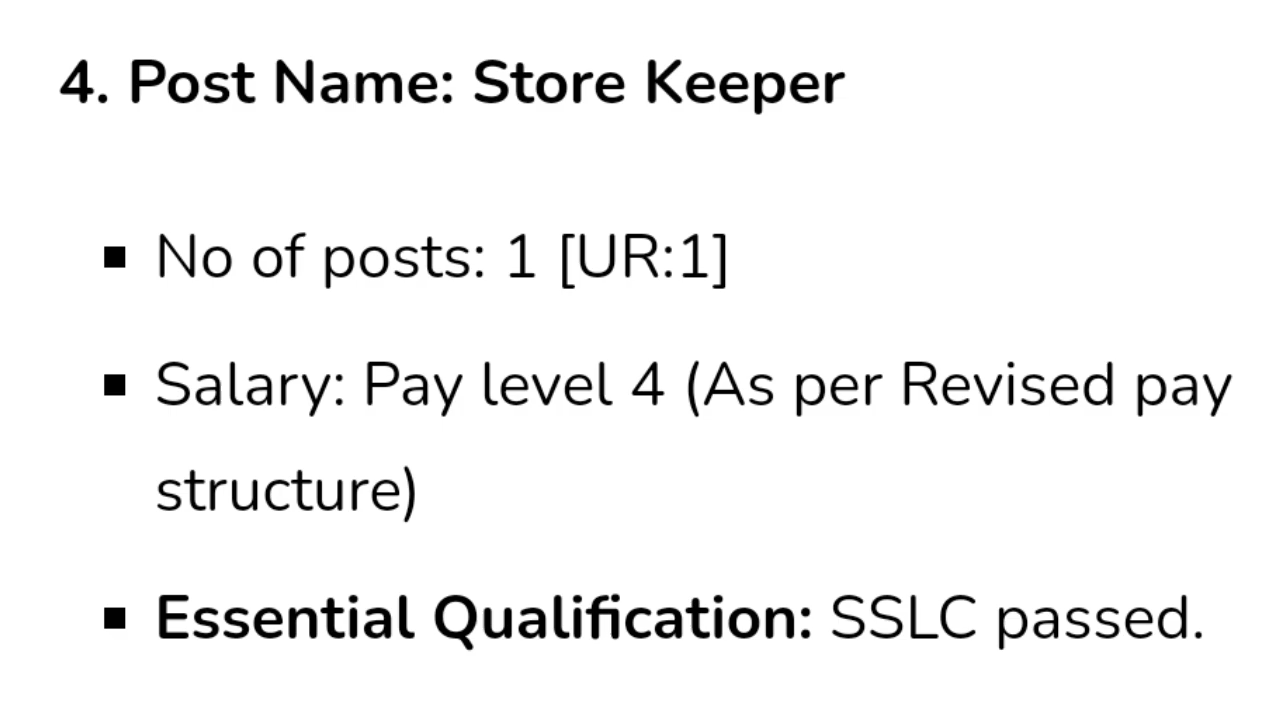 4. Post Name: Store Keeper
■ No of posts: 1 [UR:1]
■ Salary: Pay level 4 (As per Revised pay
structure)
■ Essential Qualification: SSLC passed.